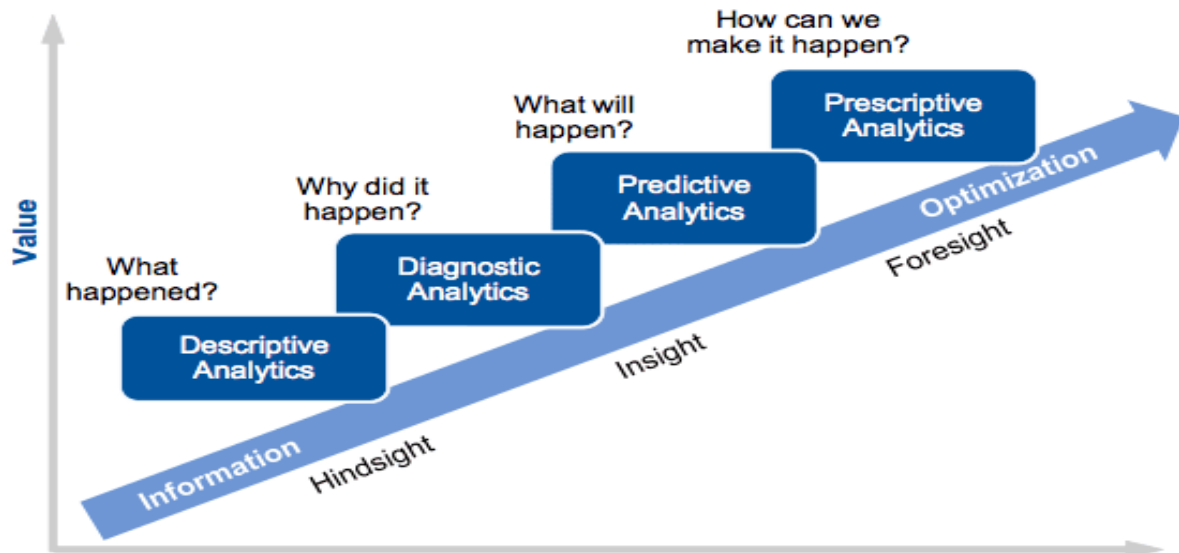 How can we
make it happen?
Prescriptive
Analytics
What will
happen?
Predictive
Analytics
Why did it
happen?
Diagnostic
Analytics
What
happened?
Descriptive
Analytics
Value
Information
Optimization
Hindsight
Insight
Foresight